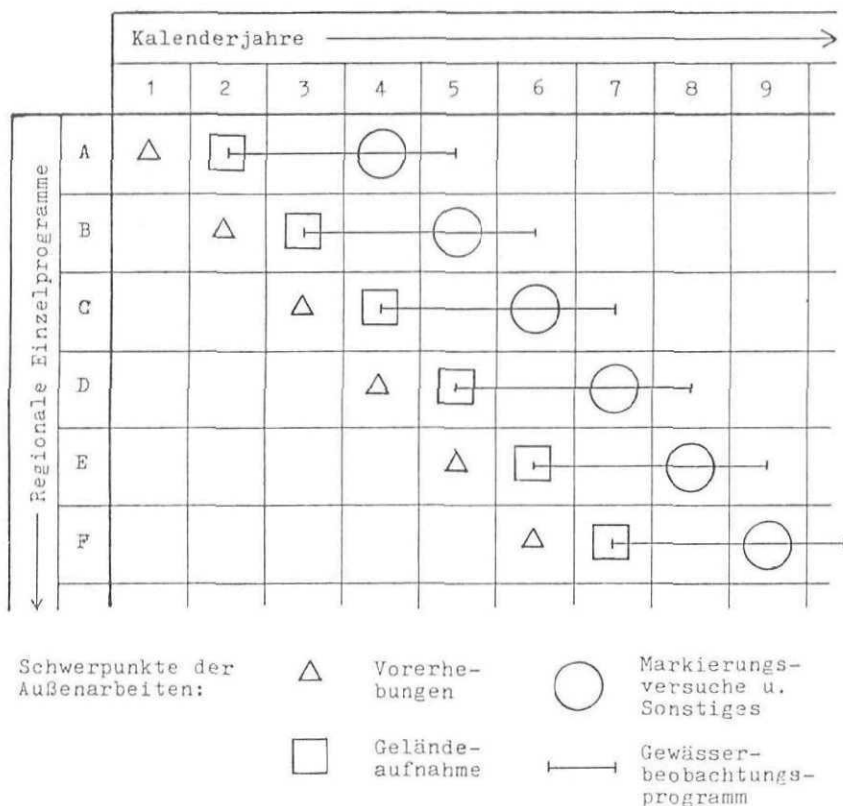 Kalenderjahre
1 2 3 4 5 6 7 8 9
Regionale Einzelprogramme
A
B
C
D
E
F
Schwerpunkte der
Außenarbeiten:
Vorerhe-
bungen
Markierungs-
versuche u.
Sonstiges
Gelände-
aufnahme
Gewässer-
beobachtungs-
programm